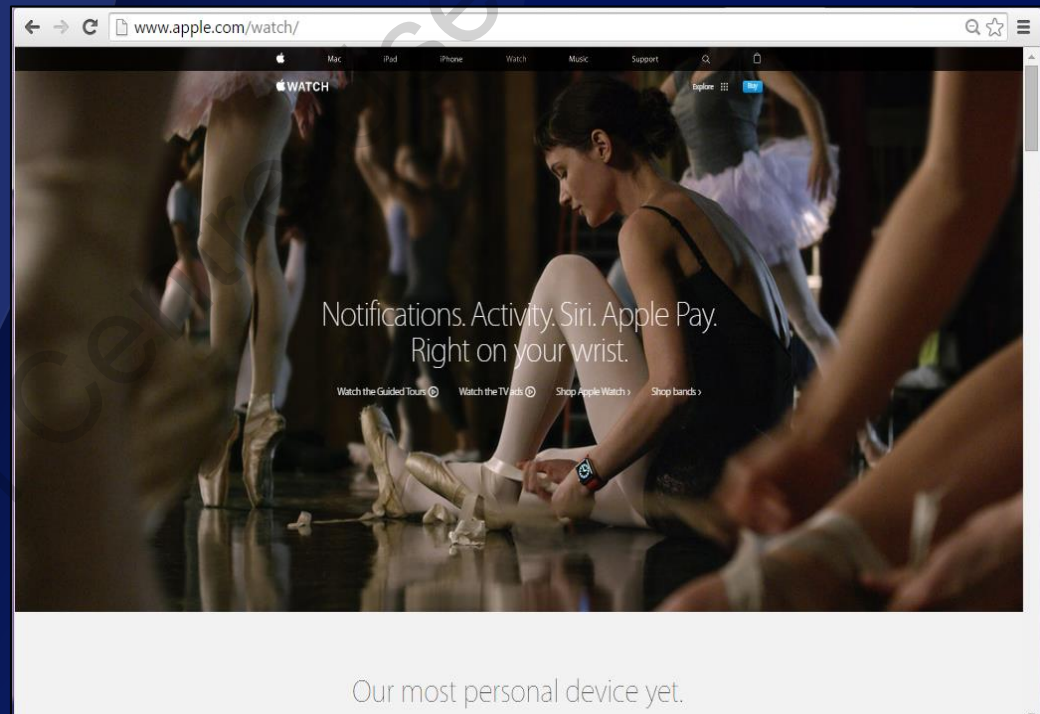 www.apple.com/watch/
Mac iPad iPhone Watch Music Support
WATCH
Explore Buy
Notifications. Activity. Siri. Apple Pay.
Right on your wrist.
Watch the Guided Tours Watch the TV ads Shop Apple Watch › Shop bands ›
Our most personal device yet.